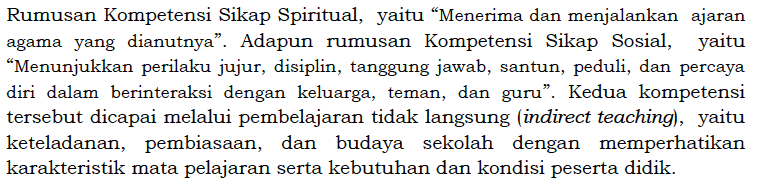 Rumusan Kompetensi Sikap Spiritual, yaitu “Menerima dan menjalankan ajaran
agama yang dianutnya”. Adapun rumusan Kompetensi Sikap Sosial, yaitu
“Menunjukkan perilaku jujur, disiplin, tanggung jawab, santun, peduli, dan percaya
diri dalam berinteraksi dengan keluarga, teman, dan guru”. Kedua kompetensi
tersebut dicapai melalui pembelajaran tidak langsung (indirect teaching), yaitu
keteladanan, pembiasaan, dan budaya sekolah dengan memperhatikan
karakteristik mata pelajaran serta kebutuhan dan kondisi peserta didik.